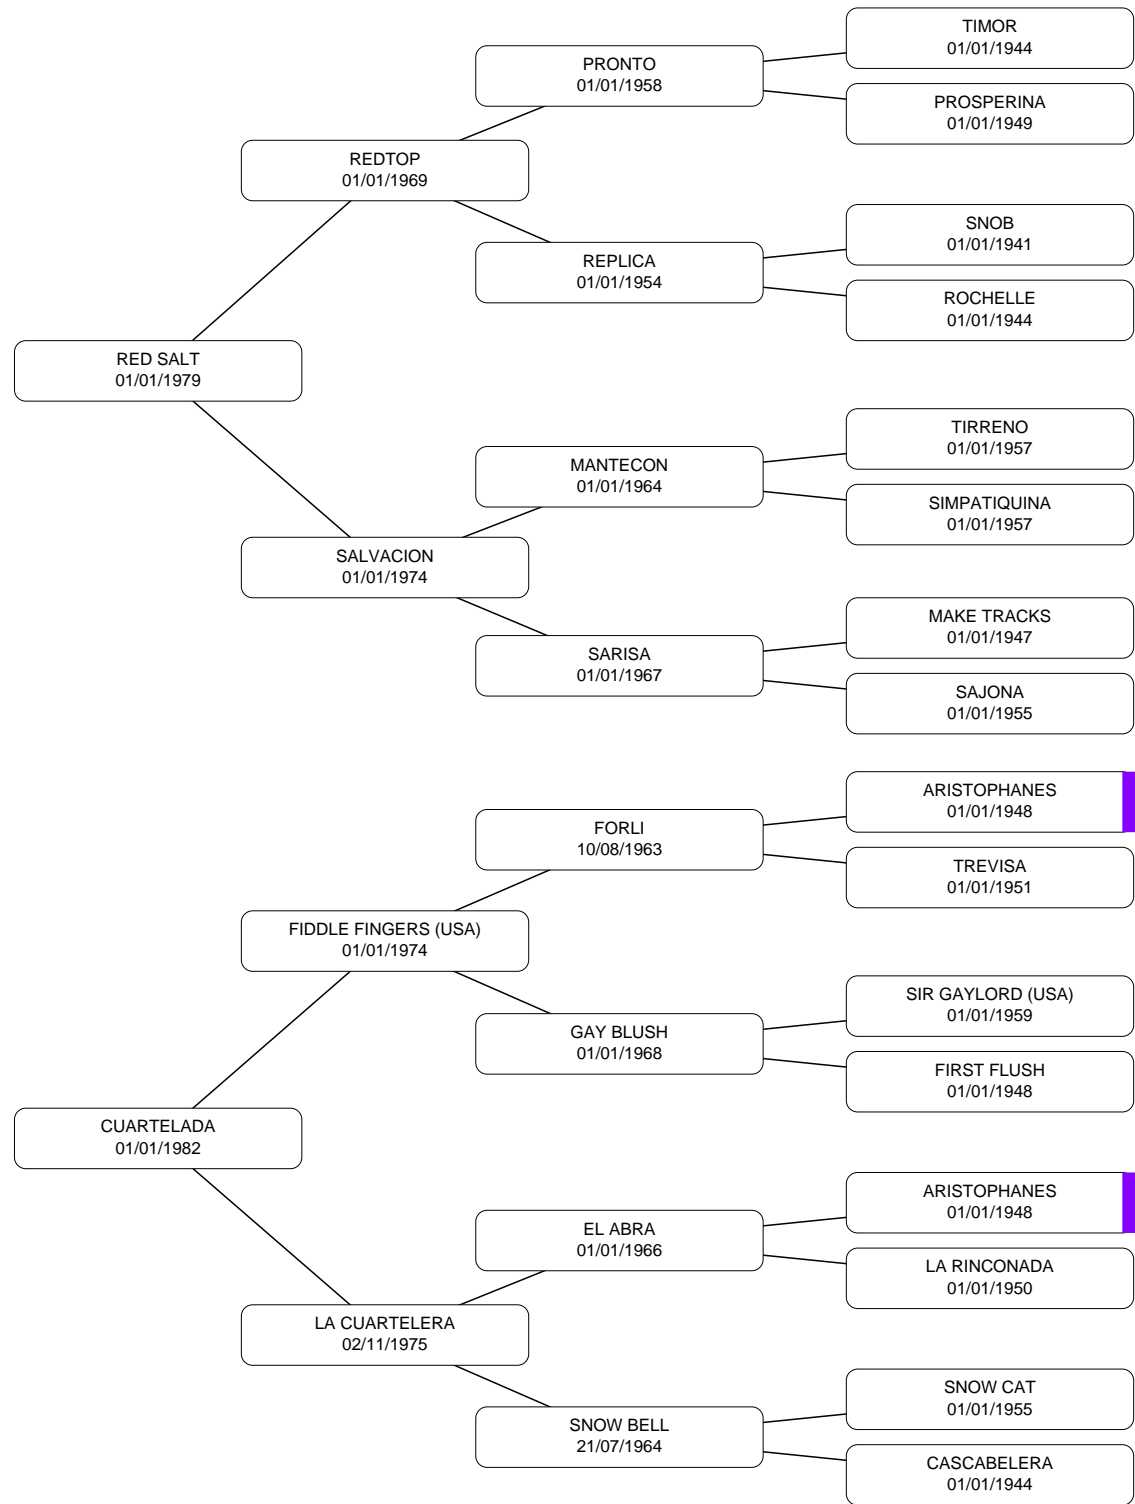 TIMOR
01/01/1944
PRONTO
01/01/1958
PROSPERINA
01/01/1949
REDTOP
01/01/1969
SNOB
01/01/1941
REPLICA
01/01/1954
ROCHELLE
01/01/1944
RED SALT
01/01/1979
TIRRENO
01/01/1957
MANTECON
01/01/1964
SIMPATIQUINA
01/01/1957
SALVACION
01/01/1974
MAKE TRACKS
01/01/1947
SARISA
01/01/1967
SAJONA
01/01/1955
ARISTOPHANES
01/01/1948
FORLI
10/08/1963
TREVISA
01/01/1951
FIDDLE FINGERS (USA)
01/01/1974
SIR GAYLORD (USA)
01/01/1959
GAY BLUSH
01/01/1968
FIRST FLUSH
01/01/1948
CUARTELADA
01/01/1982
ARISTOPHANES
01/01/1948
EL ABRA
01/01/1966
LA RINCONADA
01/01/1950
LA CUARTELERA
02/11/1975
SNOW CAT
01/01/1955
SNOW BELL
21/07/1964
CASCABELERA
01/01/1944